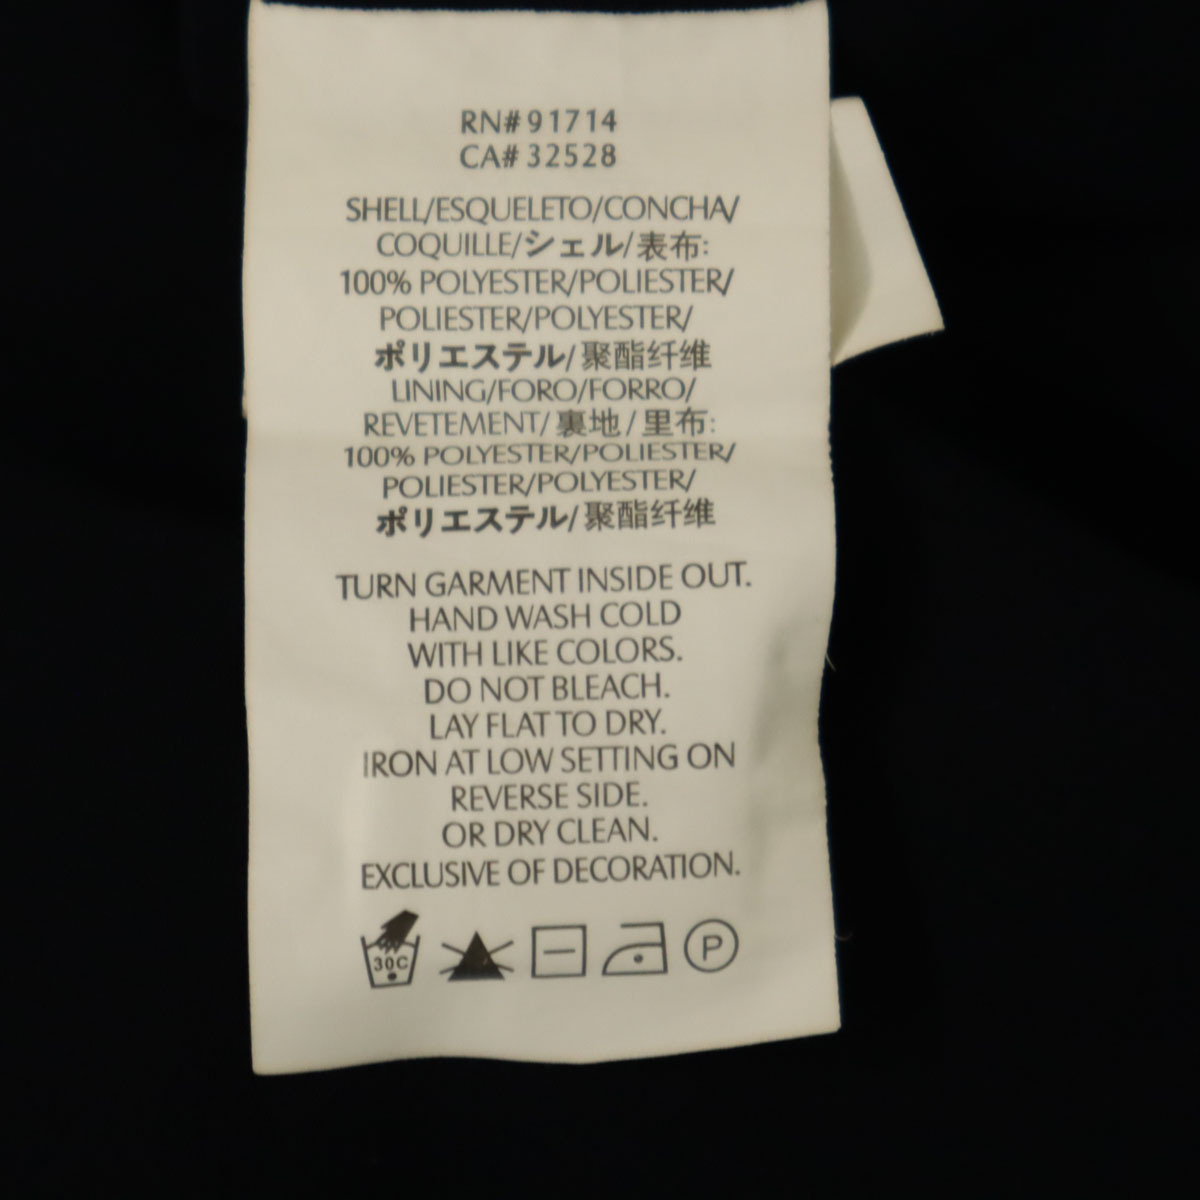 RN# 91714
CA# 32528
SHELL/ESQUELETO/CONCHA/
COQUILLE/シェル/表布:
100% POLYESTER/POLIESTER/
POLIESTER/POLYESTER/
ポリエステル/聚酯纤维
LINING/FORO/FORRO/
REVETEMENT/裏地/里布:
100% POLYESTER/POLIESTER/
POLIESTER/POLYESTER/
ポリエステル/聚酯纤维
TURN GARMENT INSIDE OUT.
HAND WASH COLD
WITH LIKE COLORS.
DO NOT BLEACH.
LAY FLAT TO DRY.
IRON AT LOW SETTING ON
REVERSE SIDE.
OR DRY CLEAN.
EXCLUSIVE OF DECORATION.
30C P